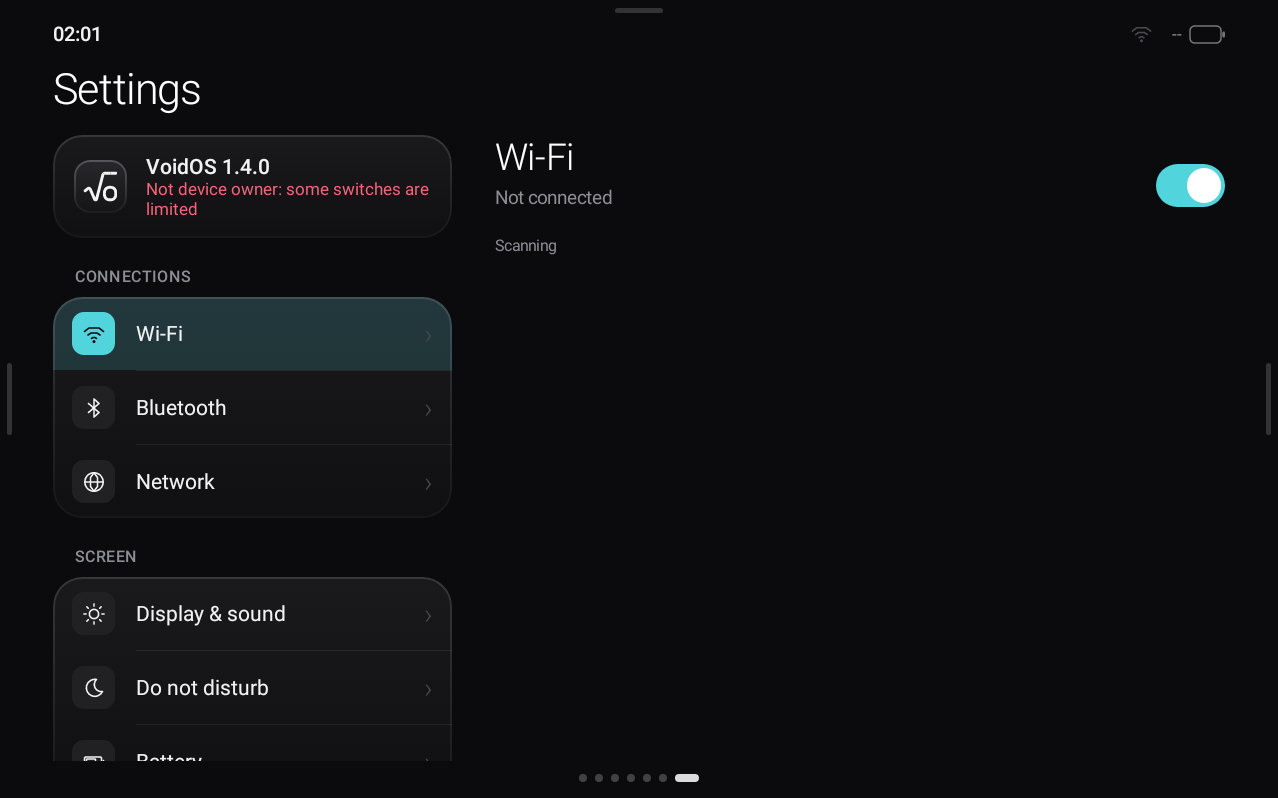 02:01
--
Settings
VoidOS 1.4.0
Not device owner: some switches are
limited
CONNECTIONS
Wi-Fi
Bluetooth
Network
SCREEN
Display & sound
Do not disturb
Battery
Wi-Fi
Not connected
Scanning